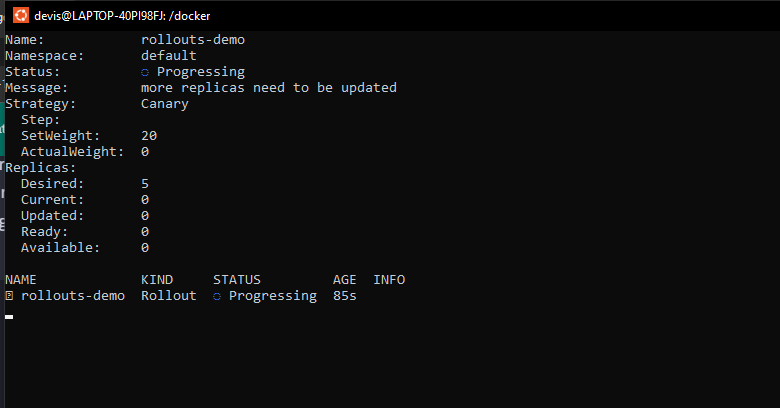 devis@LAPTOP-40PI98FJ: /docker
Name: rollouts-demo
Namespace: default
Status: ◌ Progressing
Message: more replicas need to be updated
Strategy: Canary
Step:
SetWeight: 20
ActualWeight: 0
Replicas:
Desired: 5
Current: 0
Updated: 0
Ready: 0
Available: 0
NAME KIND STATUS AGE INFO
rollouts-demo Rollout ◌ Progressing 85s